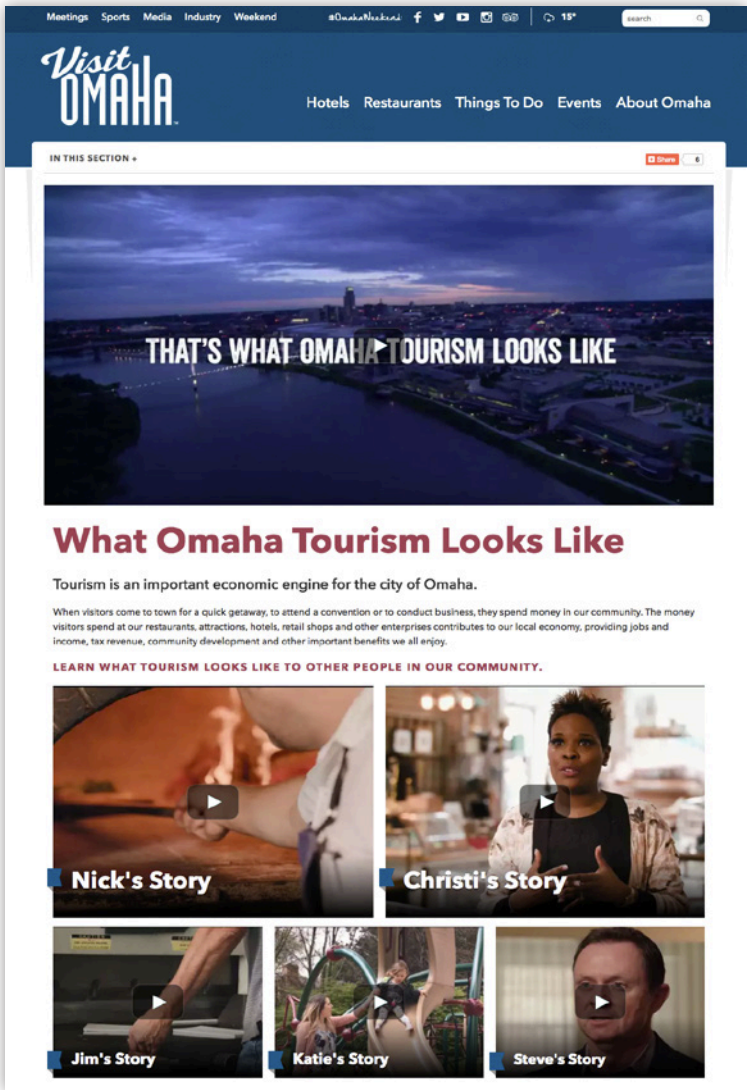 Meetings Sports Media Industry Weekend #OmahaWeekend 15° search
Visit
OMAHA
Hotels Restaurants Things To Do Events About Omaha
IN THIS SECTION +
Share 6
THAT'S WHAT OMAHA TOURISM LOOKS LIKE
What Omaha Tourism Looks Like
Tourism is an important economic engine for the city of Omaha.
When visitors come to town for a quick getaway, to attend a convention or to conduct business, they spend money in our community. The money
visitors spend at our restaurants, attractions, hotels, retail shops and other enterprises contributes to our local economy, providing jobs and
income, tax revenue, community development and other important benefits we all enjoy.
LEARN WHAT TOURISM LOOKS LIKE TO OTHER PEOPLE IN OUR COMMUNITY.
Nick's Story
Christi's Story
Jim's Story
Katie's Story
Steve's Story